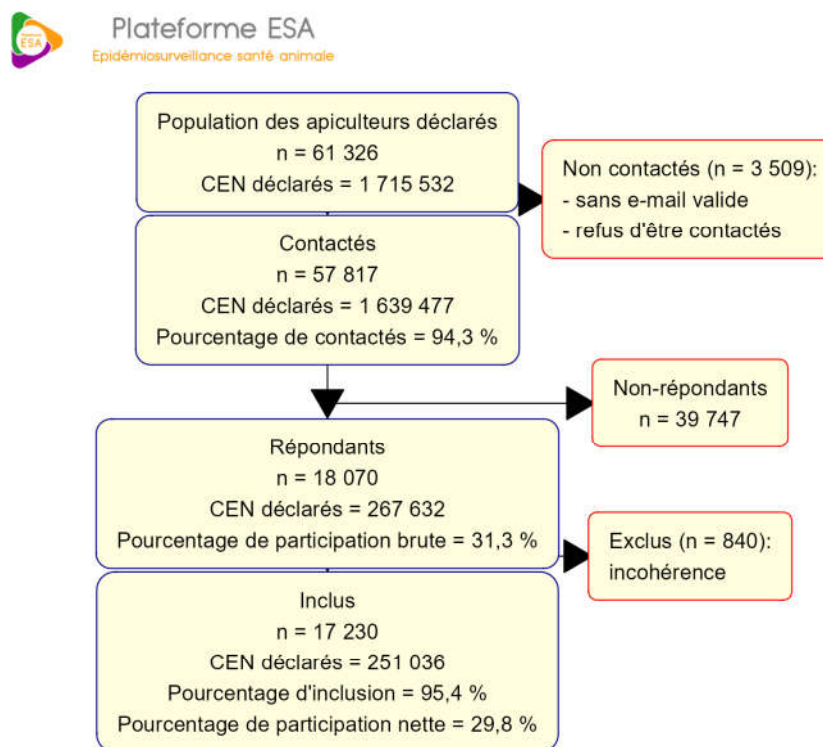 Plateforme ESA
ESA
Epidémiosurveillance santé animale
Population des apiculteurs déclarés
n = 61 326
CEN déclarés = 1 715 532
Non contactés (n = 3 509):
- sans e-mail valide
- refus d'être contactés
Contactés
n = 57 817
CEN déclarés = 1 639 477
Pourcentage de contactés = 94,3 %
Non-répondants
n = 39 747
Répondants
n = 18 070
CEN déclarés = 267 632
Pourcentage de participation brute = 31,3 %
Exclus (n = 840):
incohérence
Inclus
n = 17 230
CEN déclarés = 251 036
Pourcentage d'inclusion = 95,4 %
Pourcentage de participation nette = 29,8 %